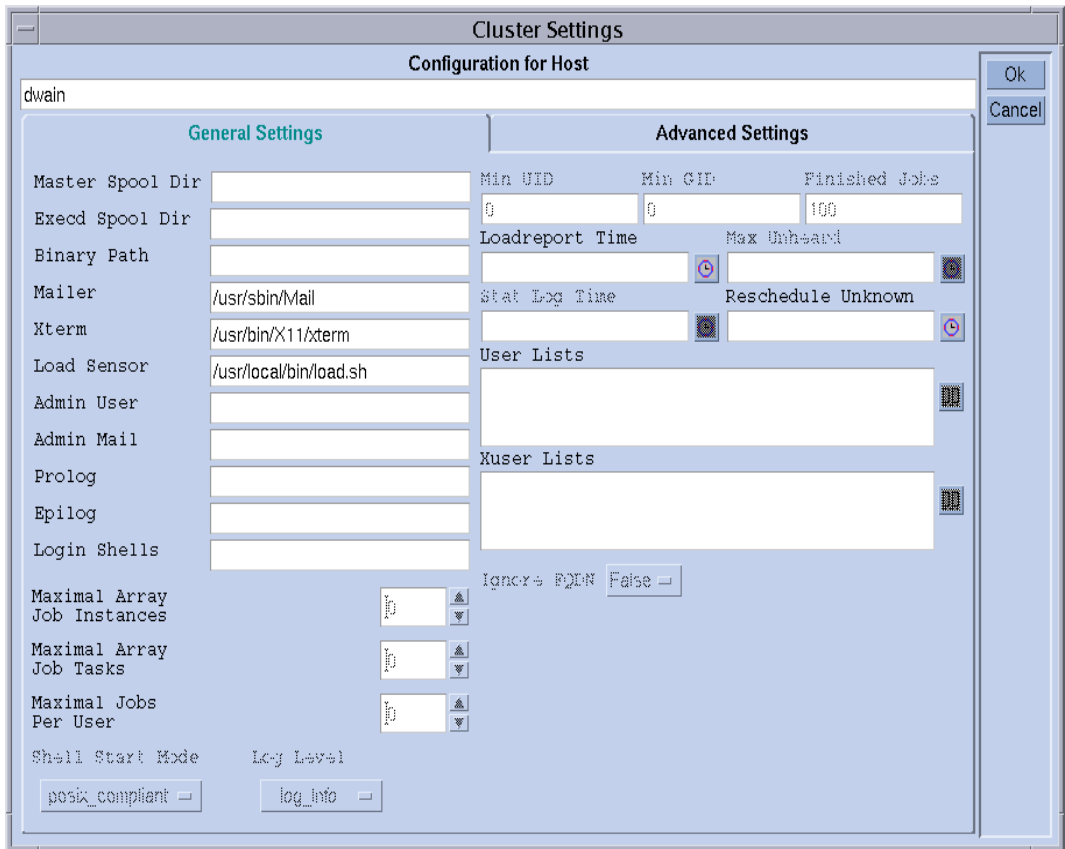 Cluster Settings
Configuration for Host
Ok
dwain
Cancel
General Settings
Advanced Settings
Master Spool Dir
Execd Spool Dir
Binary Path
Mailer
/usr/sbin/Mail
Xterm
/usr/bin/X11/xterm
Load Sensor
/usr/local/bin/load.sh
Admin User
Admin Mail
Prolog
Epilog
Login Shells
Maximal Array
Job Instances
0
Maximal Array
Job Tasks
0
Maximal Jobs
Per User
0
Shell Start Mode
Log Level
posix_compliant
log_info
Min UID
Min GID
Finished Jobs
0
0
100
Loadreport Time
Max Unheard
Stat Log Time
Reschedule Unknown
User Lists
Xuser Lists
Ignore FQDN
False